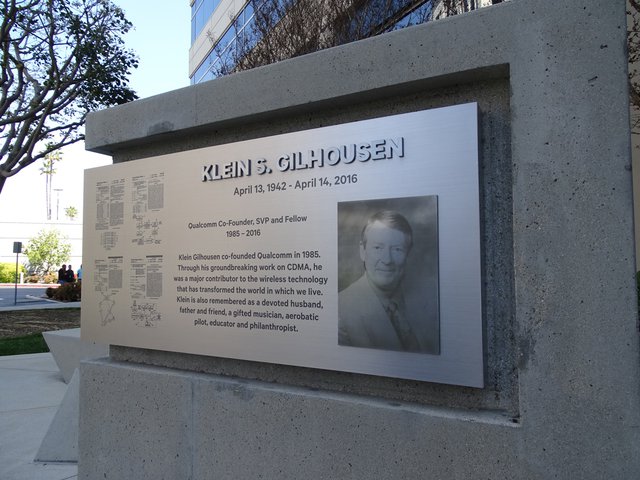 KLEIN S. GILHOUSEN
April 13, 1942 - April 14, 2016
Qualcomm Co-Founder, SVP and Fellow
1985 - 2016
Klein Gilhousen co-founded Qualcomm in 1985.
Through his groundbreaking work on CDMA, he
was a major contributor to the wireless technology
that has transformed the world in which we live.
Klein is also remembered as a devoted husband,
father and friend, a gifted musician, aerobatic
pilot, educator and philanthropist.